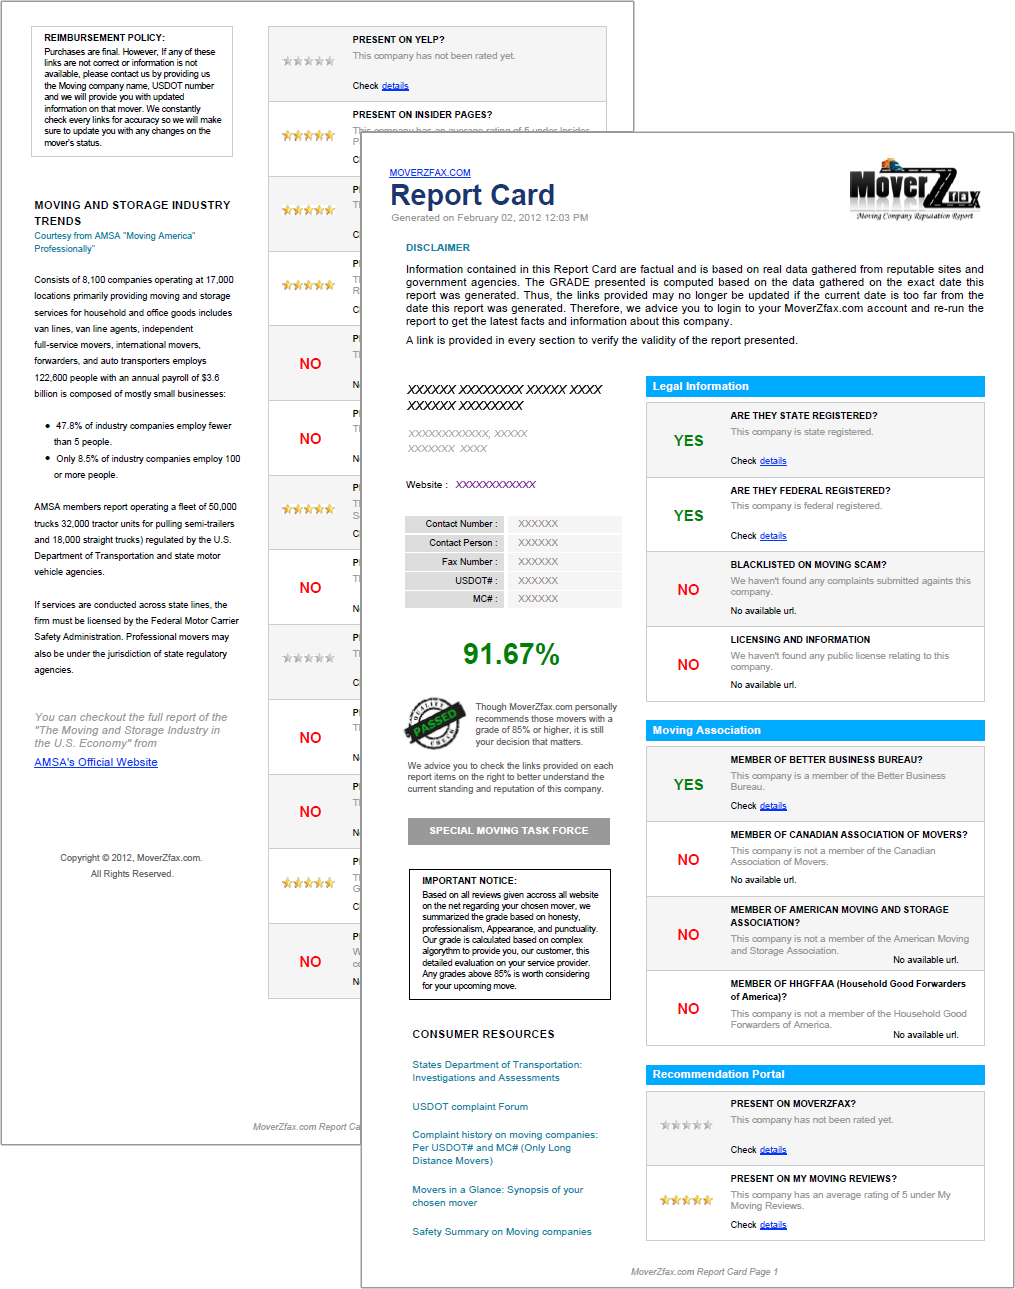 REIMBURSEMENT POLICY:
Purchases are final. However, If any of these
links are not correct or information is not
available, please contact us by providing us
the Moving company name, USDOT number
and we will provide you with updated
information on that mover. We constantly
check every links for accuracy so we will make
sure to update you with any changes on the
mover's status.
MOVING AND STORAGE INDUSTRY
TRENDS
Courtesy from AMSA "Moving America"
Professionally"
Consists of 8,100 companies operating at 17,000
locations primarily providing moving and storage
services for household and office goods includes
van lines, van line agents, independent
full-service movers, international movers,
forwarders, and auto transporters employs
122,600 people with an annual payroll of $3.6
billion is composed of mostly small businesses:
• 47.8% of industry companies employ fewer
than 5 people.
• Only 8.5% of industry companies employ 100
or more people.
AMSA members report operating a fleet of 50,000
trucks 32,000 tractor units for pulling semi-trailers
and 18,000 straight trucks) regulated by the U.S.
Department of Transportation and state motor
vehicle agencies.
If services are conducted across state lines, the
firm must be licensed by the Federal Motor Carrier
Safety Administration. Professional movers may
also be under the jurisdiction of state regulatory
agencies.
You can checkout the full report of the
"The Moving and Storage Industry in
the U.S. Economy" from
AMSA's Official Website
Copyright © 2012, MoverZfax.com.
All Rights Reserved.
PRESENT ON YELP?
This company has not been rated yet.
Check details
PRESENT ON INSIDER PAGES?
This company has an average rating of 5 under Insider
NO
NO
NO
NO
NO
NO
MoverZfax.com Report Ca
MOVERZFAX.COM
Report Card
Generated on February 02, 2012 12:03 PM
MoverZfax
Moving Company Reputation Report
DISCLAIMER
Information contained in this Report Card are factual and is based on real data gathered from reputable sites and
government agencies. The GRADE presented is computed based on the data gathered on the exact date this
report was generated. Thus, the links provided may no longer be updated if the current date is too far from the
date this report was generated. Therefore, we advice you to login to your MoverZfax.com account and re-run the
report to get the latest facts and information about this company.
A link is provided in every section to verify the validity of the report presented.
XXXXXX XXXXXXXX XXXXX XXXX
XXXXXX XXXXXXXX
XXXXXXXXXXXX, XXXXX
XXXXXXX XXXX
Website : XXXXXXXXXXXX
Contact Number : XXXXXX
Contact Person : XXXXXX
Fax Number : XXXXXX
USDOT# : XXXXXX
MC# : XXXXXX
91.67%
QUALITY
PASSED
CHECK
Though MoverZfax.com personally
recommends those movers with a
grade of 85% or higher, it is still
your decision that matters.
We advice you to check the links provided on each
report items on the right to better understand the
current standing and reputation of this company.
SPECIAL MOVING TASK FORCE
IMPORTANT NOTICE:
Based on all reviews given accross all website
on the net regarding your chosen mover, we
summarized the grade based on honesty,
professionalism, Appearance, and punctuality.
Our grade is calculated based on complex
algorythm to provide you, our customer, this
detailed evaluation on your service provider.
Any grades above 85% is worth considering
for your upcoming move.
CONSUMER RESOURCES
States Department of Transportation:
Investigations and Assessments
USDOT complaint Forum
Complaint history on moving companies:
Per USDOT# and MC# (Only Long
Distance Movers)
Movers in a Glance: Synopsis of your
chosen mover
Safety Summary on Moving companies
Legal Information
YES
ARE THEY STATE REGISTERED?
This company is state registered.
Check details
YES
ARE THEY FEDERAL REGISTERED?
This company is federal registered.
Check details
NO
BLACKLISTED ON MOVING SCAM?
We haven't found any complaints submitted againts this
company.
No available url.
NO
LICENSING AND INFORMATION
We haven't found any public license relating to this
company.
No available url.
Moving Association
YES
MEMBER OF BETTER BUSINESS BUREAU?
This company is a member of the Better Business
Bureau.
Check details
NO
MEMBER OF CANADIAN ASSOCIATION OF MOVERS?
This company is not a member of the Canadian
Association of Movers.
No available url.
NO
MEMBER OF AMERICAN MOVING AND STORAGE
ASSOCIATION?
This company is not a member of the American Moving
and Storage Association.
No available url.
NO
MEMBER OF HHGFFAA (Household Good Forwarders
of America)?
This company is not a member of the Household Good
Forwarders of America.
No available url.
Recommendation Portal
PRESENT ON MOVERZFAX?
This company has not been rated yet.
Check details
PRESENT ON MY MOVING REVIEWS?
This company has an average rating of 5 under My
Moving Reviews.
Check details
MoverZfax.com Report Card Page 1